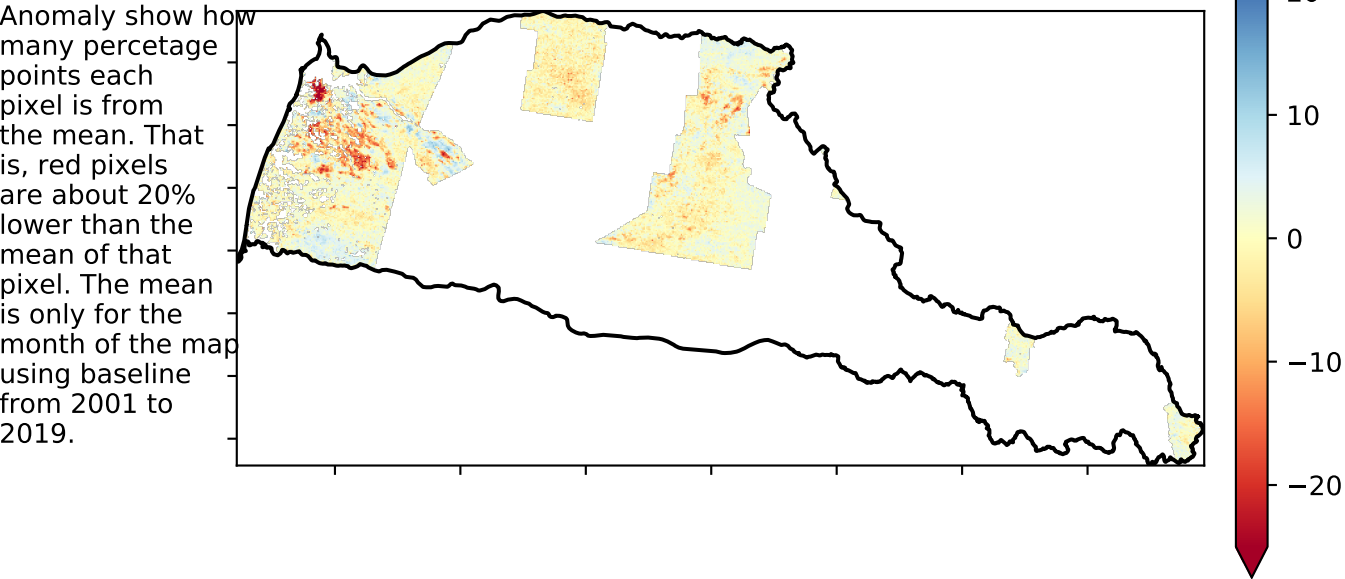 Anomaly show how
many percetage
points each
pixel is from
the mean. That
is, red pixels
are about 20%
lower than the
mean of that
pixel. The mean
is only for the
month of the map
using baseline
from 2001 to
2019.
10
0
−10
−20